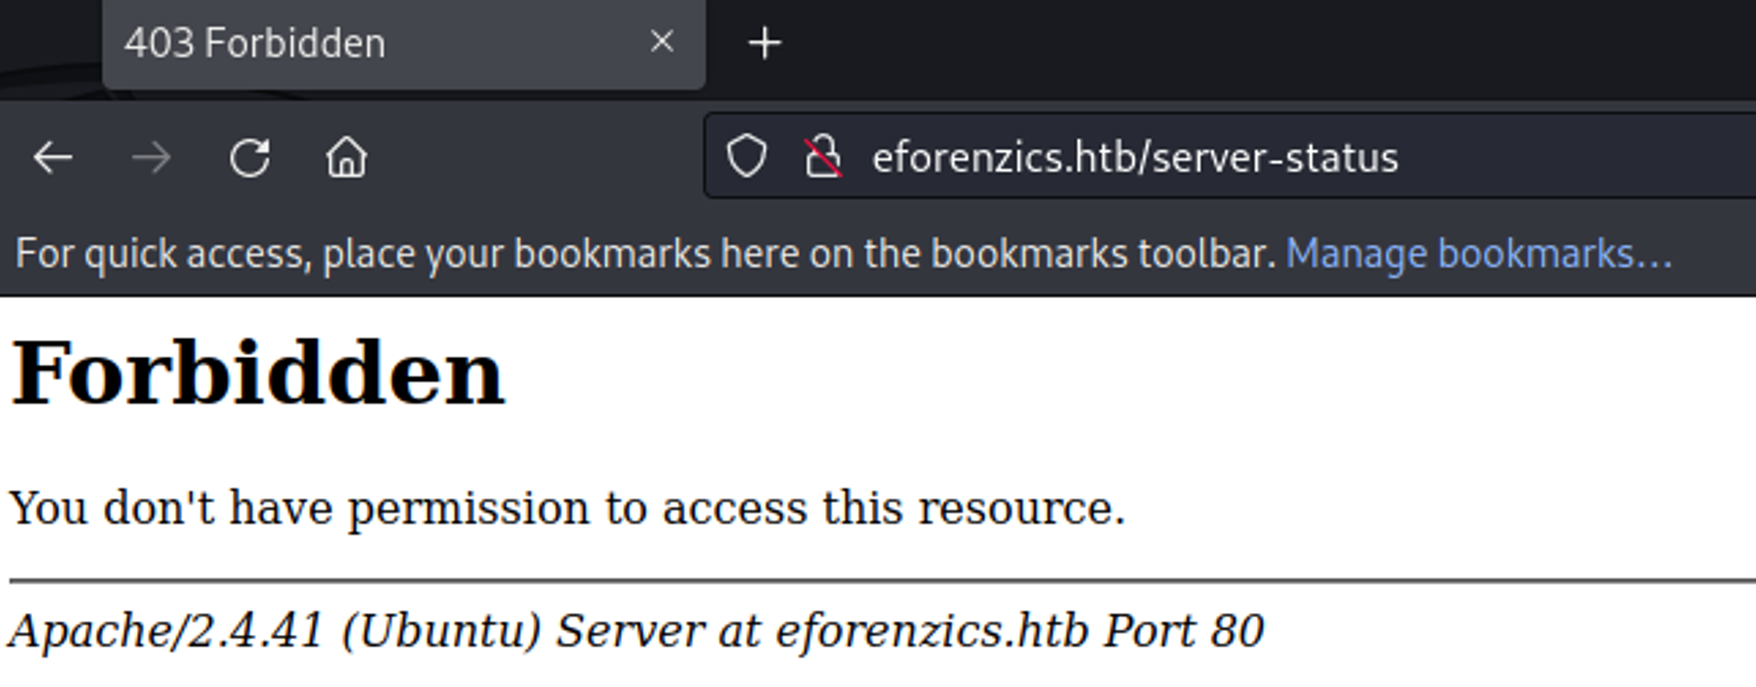 403 Forbidden
eforenzics.htb/server-status
For quick access, place your bookmarks here on the bookmarks toolbar. Manage bookmarks...
Forbidden
You don't have permission to access this resource.
Apache/2.4.41 (Ubuntu) Server at eforenzics.htb Port 80